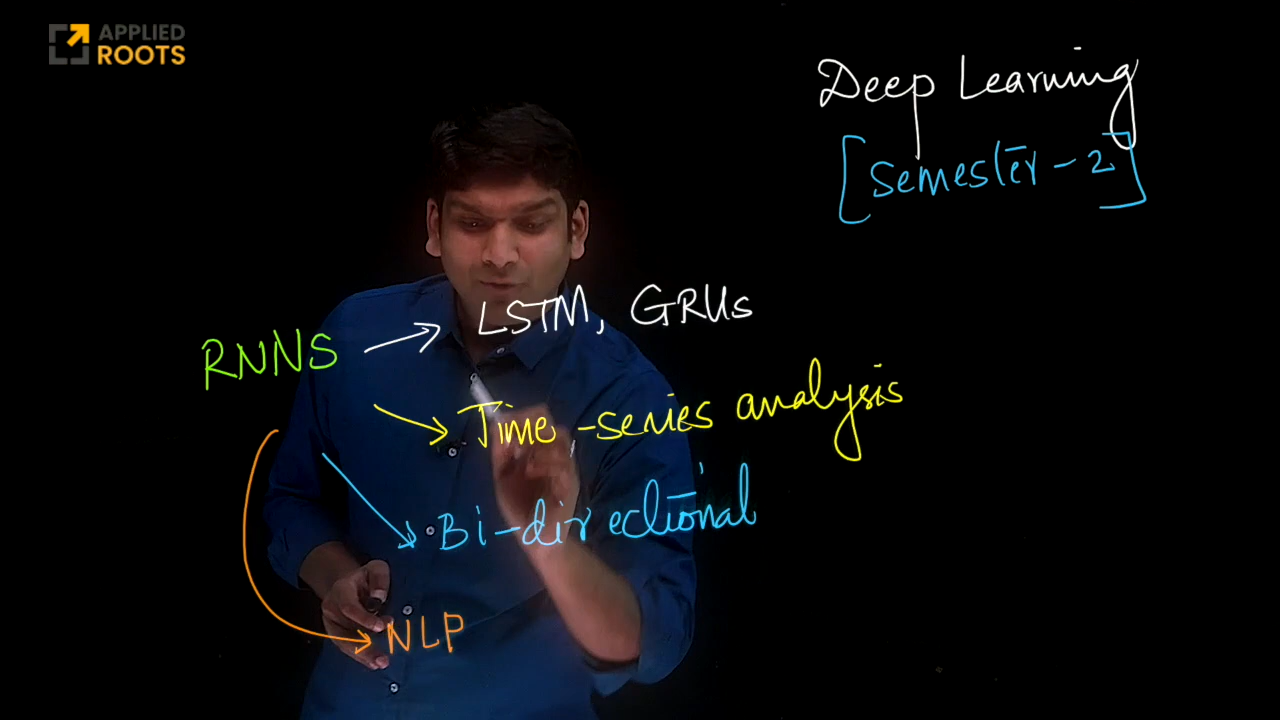 APPLIED
ROOTS
Deep Learning
[Semester-2]
RNNs → LSTM, GRUs
Time-series analysis
Bi-directional
NLP